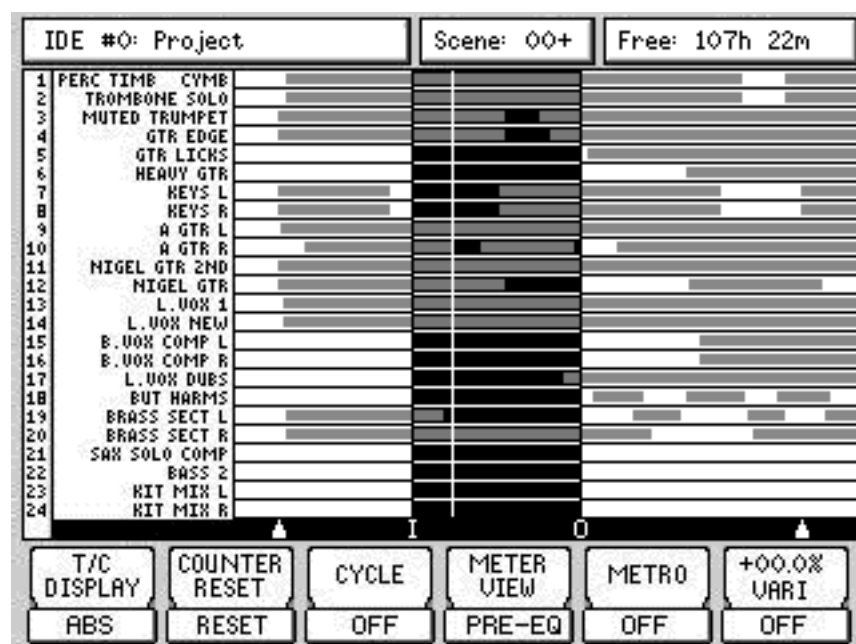 IDE #0: Project
Scene: 00+
Free: 107h 22m
1 PERC TIMB CYMB
2 TROMBONE SOLO
3 MUTED TRUMPET
4 GTR EDGE
5 GTR LICKS
6 HEAVY GTR
7 KEYS L
8 KEYS R
9 A GTR L
10 A GTR R
11 NIGEL GTR 2ND
12 NIGEL GTR
13 L.VOX 1
14 L.VOX NEW
15 B.VOX COMP L
16 B.VOX COMP R
17 L.VOX DUBS
18 BUT HARMS
19 BRASS SECT L
20 BRASS SECT R
21 SAX SOLO COMP
22 BASS 2
23 KIT MIX L
24 KIT MIX R
I O
T/C DISPLAY
COUNTER RESET
CYCLE
METER VIEW
METRO
+00.0% VARI
ABS
RESET
OFF
PRE-EQ
OFF
OFF